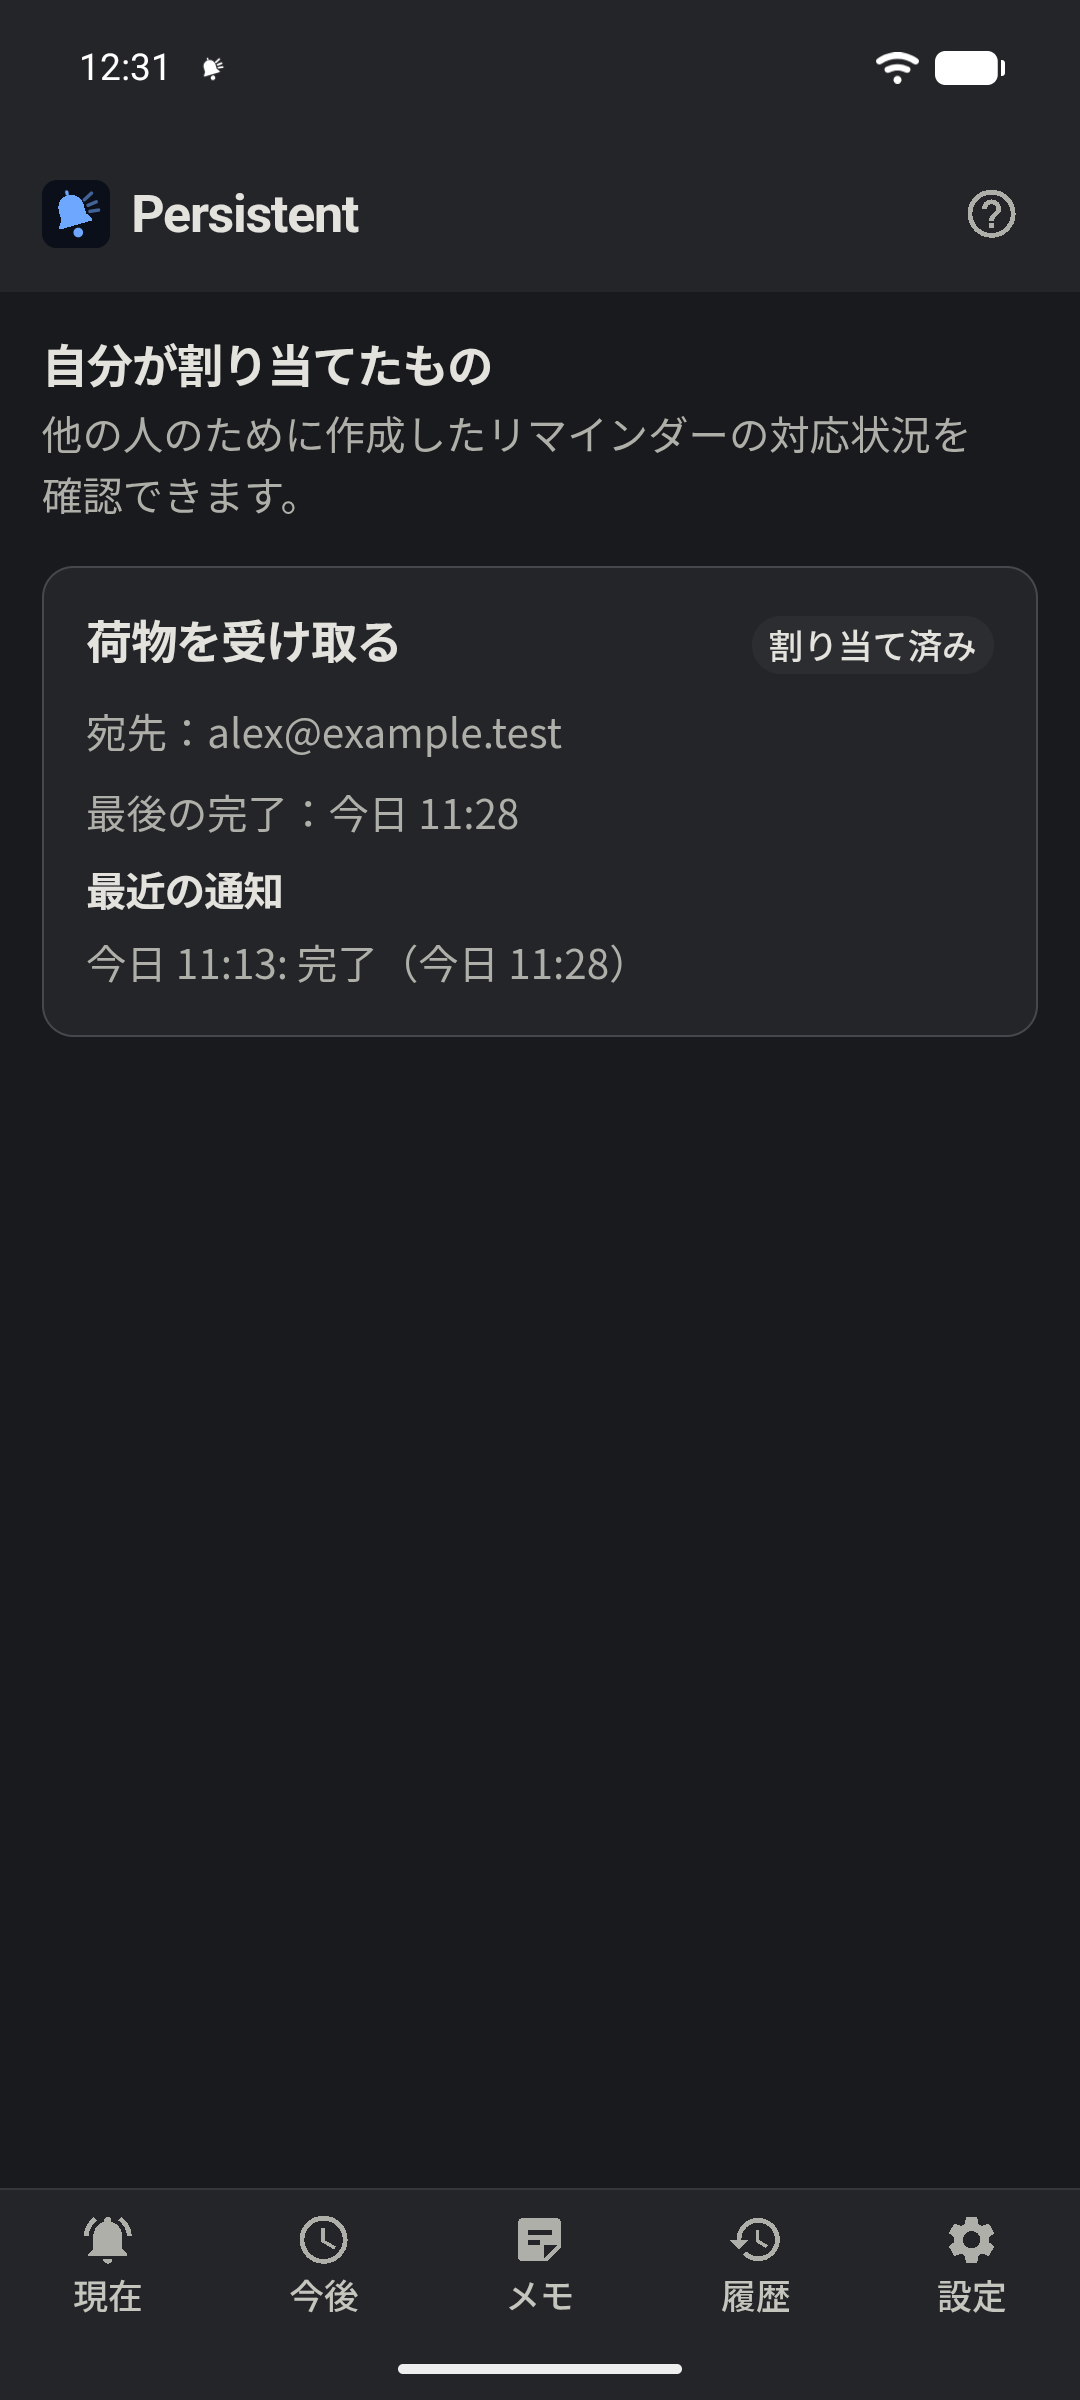 12:31
Persistent
自分が割り当てたもの
他の人のために作成したリマインダーの対応状況を
確認できます。
荷物を受け取る
割り当て済み
宛先：alex@example.test
最後の完了：今日 11:28
最近の通知
今日 11:13: 完了（今日 11:28）
現在
今後
メモ
履歴
設定